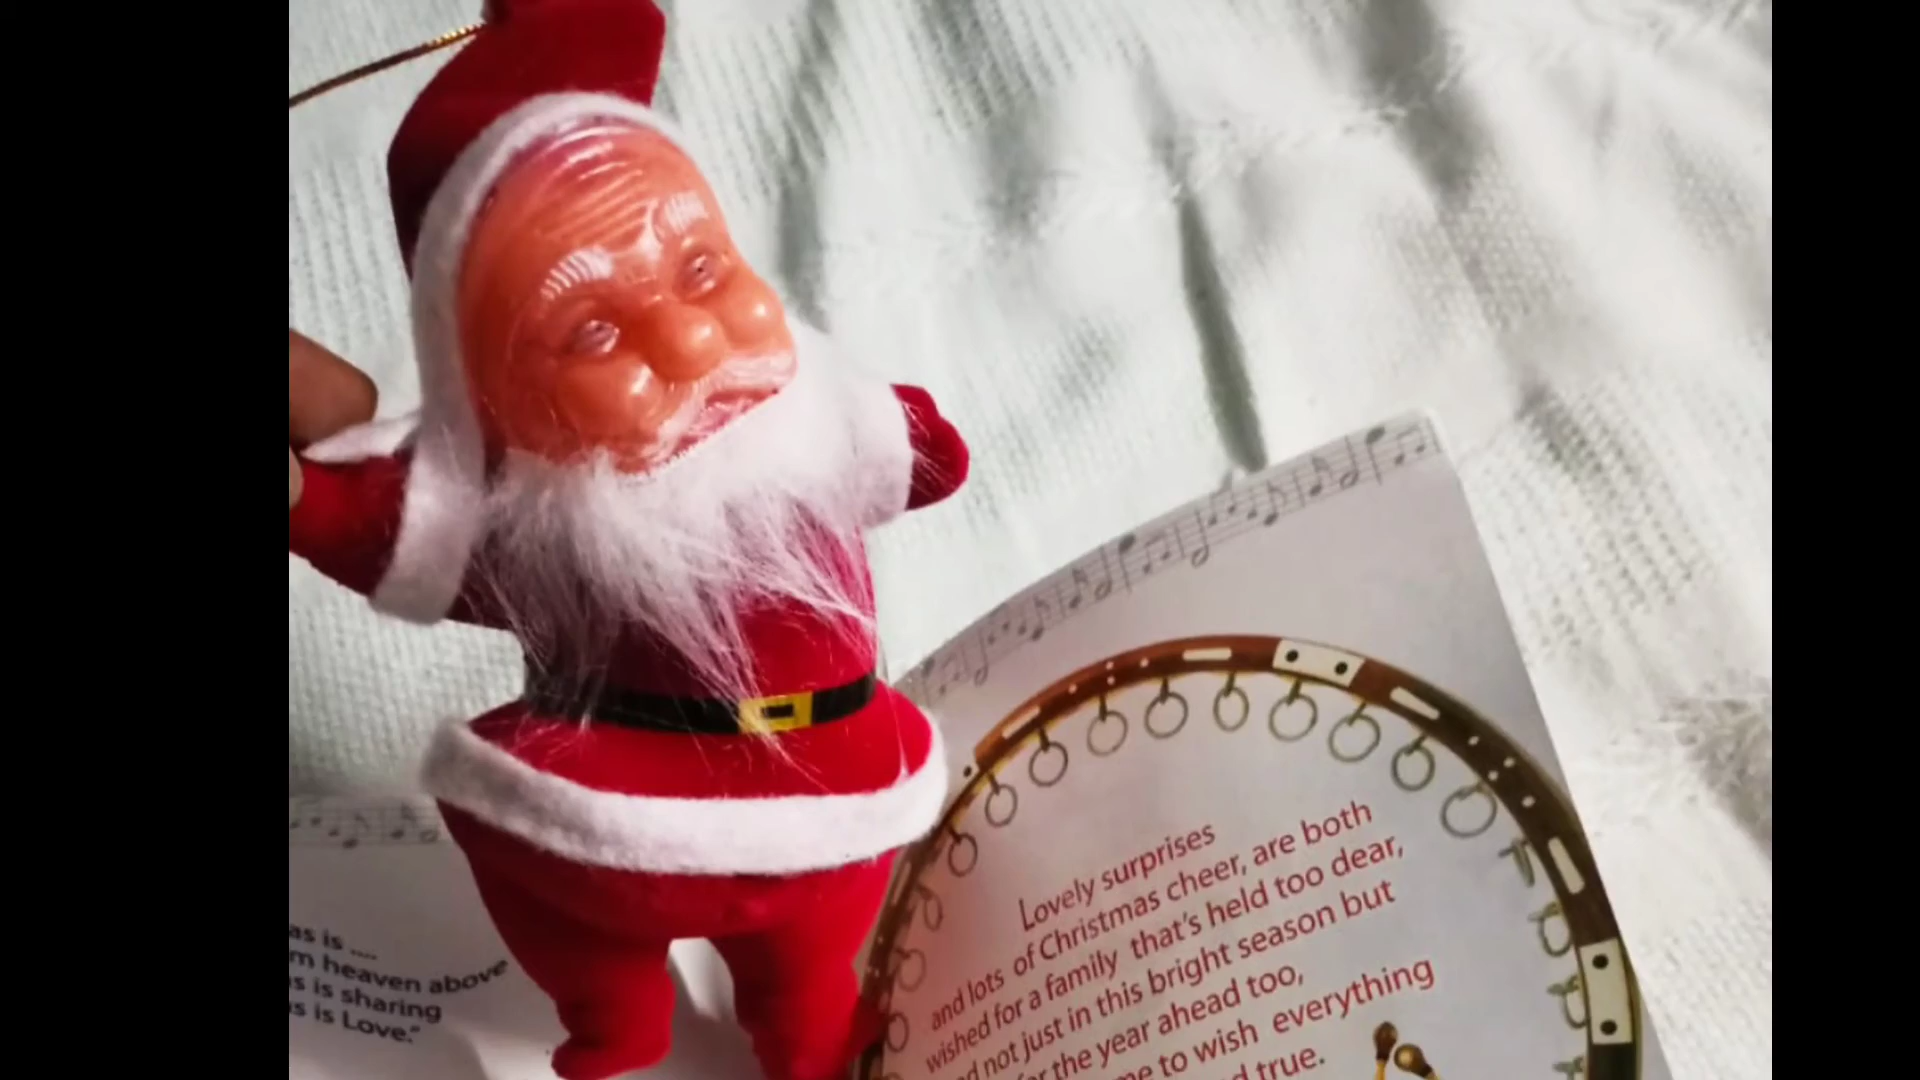 as is ....
m heaven above
s is sharing
s is Love."
Lovely surprises
and lots of Christmas cheer, are both
wished for a family that's held too dear,
nd not just in this bright season but
r the year ahead too,
me to wish everything
d true.